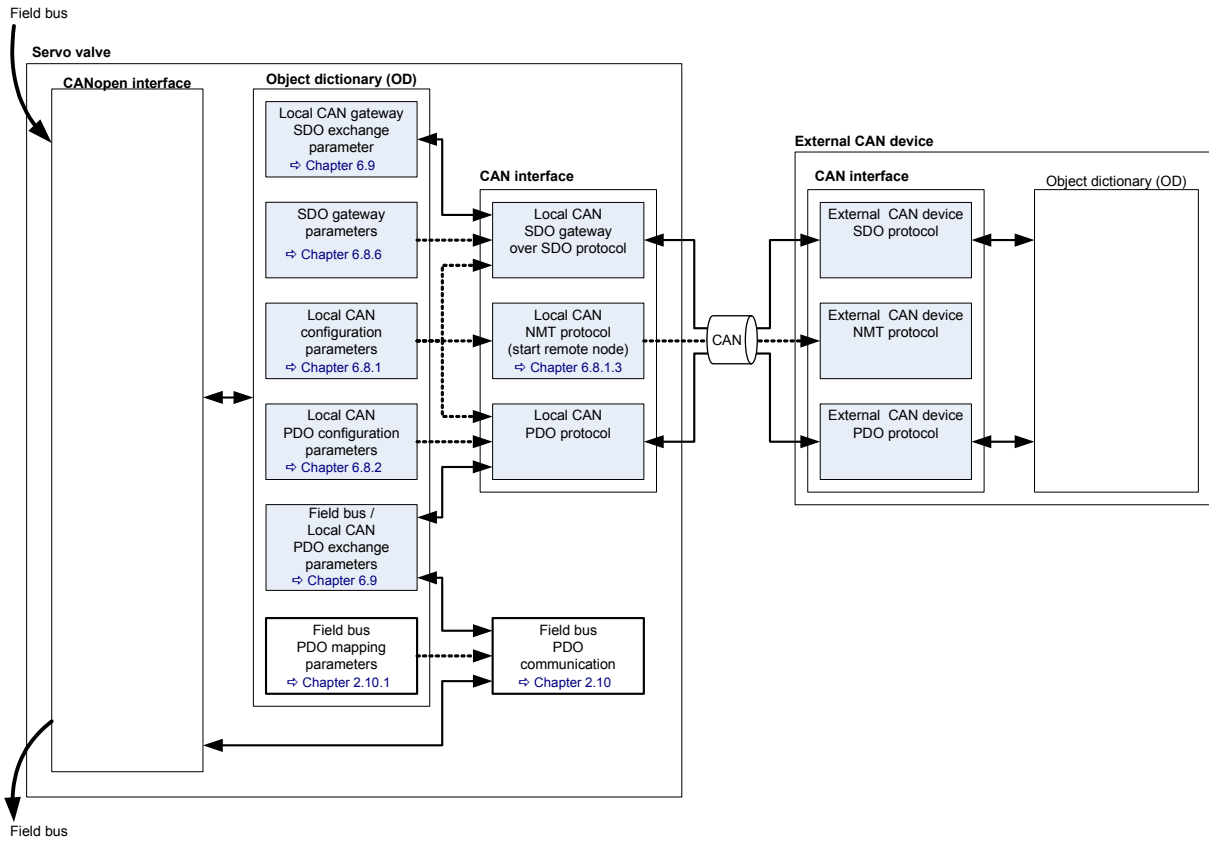 Field bus
Servo valve
CANopen interface
Object dictionary (OD)
Local CAN gateway
SDO exchange
parameter
⇨ Chapter 6.9
SDO gateway
parameters
⇨ Chapter 6.8.6
Local CAN
configuration
parameters
⇨ Chapter 6.8.1
Local CAN
PDO configuration
parameters
⇨ Chapter 6.8.2
Field bus /
Local CAN
PDO exchange
parameters
⇨ Chapter 6.9
Field bus
PDO mapping
parameters
⇨ Chapter 2.10.1
CAN interface
Local CAN
SDO gateway
over SDO protocol
Local CAN
NMT protocol
(start remote node)
⇨ Chapter 6.8.1.3
Local CAN
PDO protocol
Field bus
PDO
communication
⇨ Chapter 2.10
CAN
External CAN device
CAN interface
External CAN device
SDO protocol
External CAN device
NMT protocol
External CAN device
PDO protocol
Object dictionary (OD)
Field bus